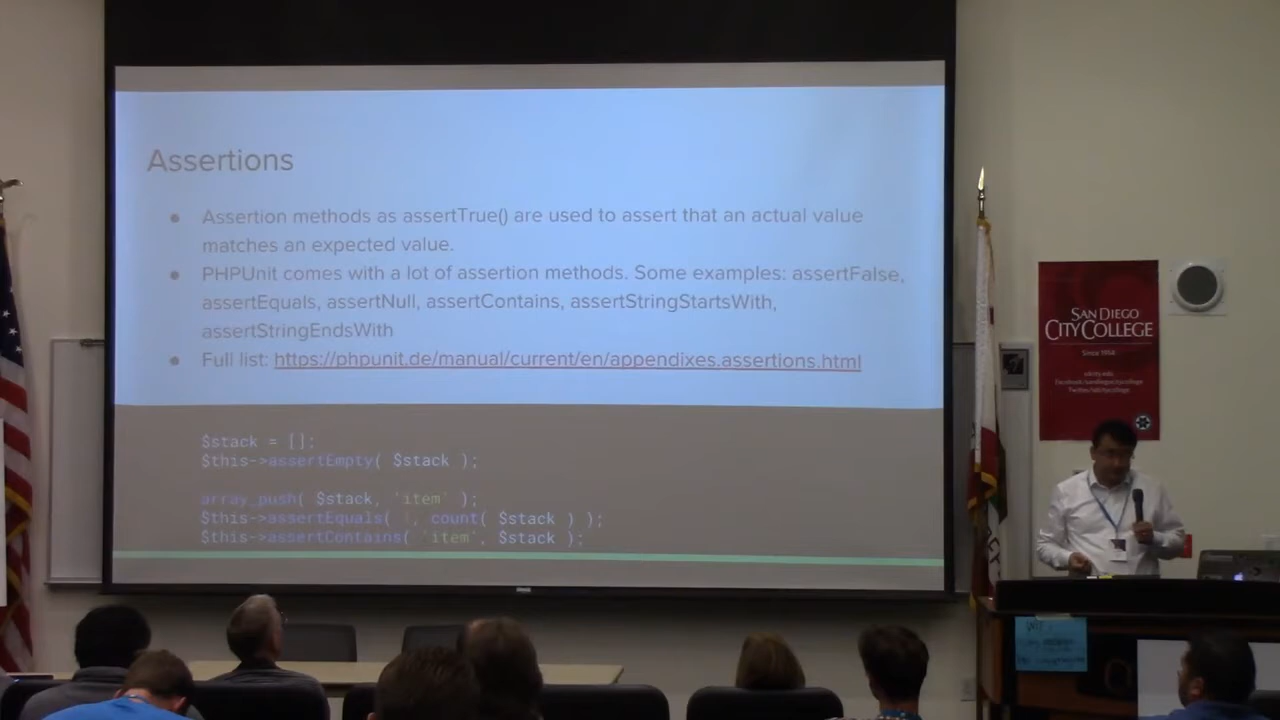 Assertions
● Assertion methods as assertTrue() are used to assert that an actual value
matches an expected value.
● PHPUnit comes with a lot of assertion methods. Some examples: assertFalse,
assertEquals, assertNull, assertContains, assertStringStartsWith,
assertStringEndsWith
● Full list: https://phpunit.de/manual/current/en/appendixes.assertions.html
$stack = [];
$this->assertEmpty( $stack );
array_push( $stack, 'item' );
$this->assertEquals( , count( $stack ) );
$this->assertContains( 'item', $stack );
SAN DIEGO
CITY COLLEGE
Since 1914